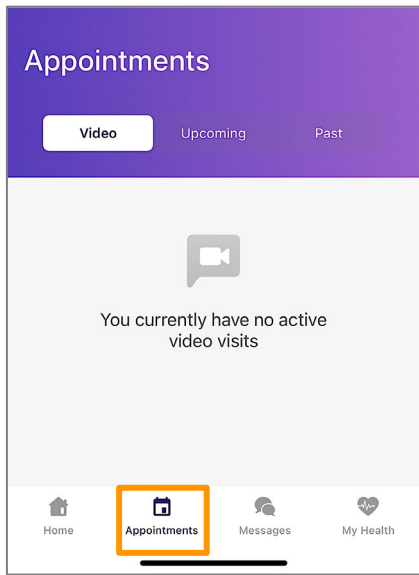 Appointments
Video Upcoming Past
You currently have no active
video visits
Home Appointments Messages My Health